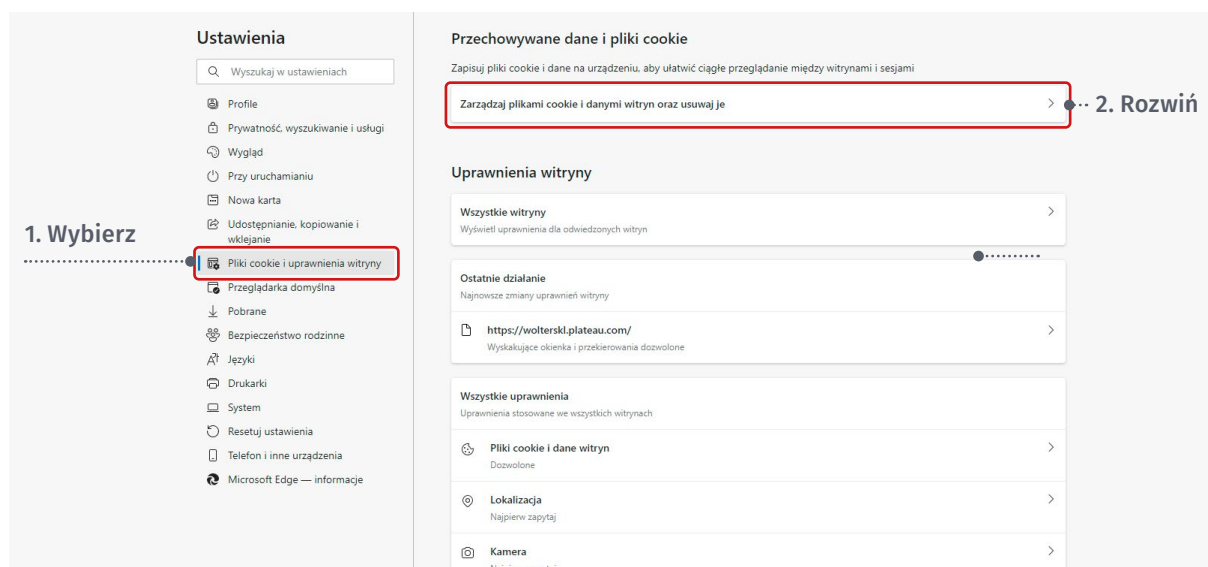 Ustawienia
Wyszukaj w ustawieniach
Profile
Prywatność, wyszukiwanie i usługi
Wygląd
Przy uruchamianiu
Nowa karta
Udostępnianie, kopiowanie i
wklejanie
1. Wybierz
Pliki cookie i uprawnienia witryny
Przeglądarka domyślna
Pobrane
Bezpieczeństwo rodzinne
Języki
Drukarki
System
Resetuj ustawienia
Telefon i inne urządzenia
Microsoft Edge — informacje
Przechowywane dane i pliki cookie
Zapisuj pliki cookie i dane na urządzeniu, aby ułatwić ciągłe przeglądanie między witrynami i sesjami
Zarządzaj plikami cookie i danymi witryn oraz usuwaj je
2. Rozwiń
Uprawnienia witryny
Wszystkie witryny
Wyświetl uprawnienia dla odwiedzonych witryn
Ostatnie działanie
Najnowsze zmiany uprawnień witryny
https://wolterskl.plateau.com/
Wyskakujące okienka i przekierowania dozwolone
Wszystkie uprawnienia
Uprawnienia stosowane we wszystkich witrynach
Pliki cookie i dane witryn
Dozwolone
Lokalizacja
Najpierw zapytaj
Kamera